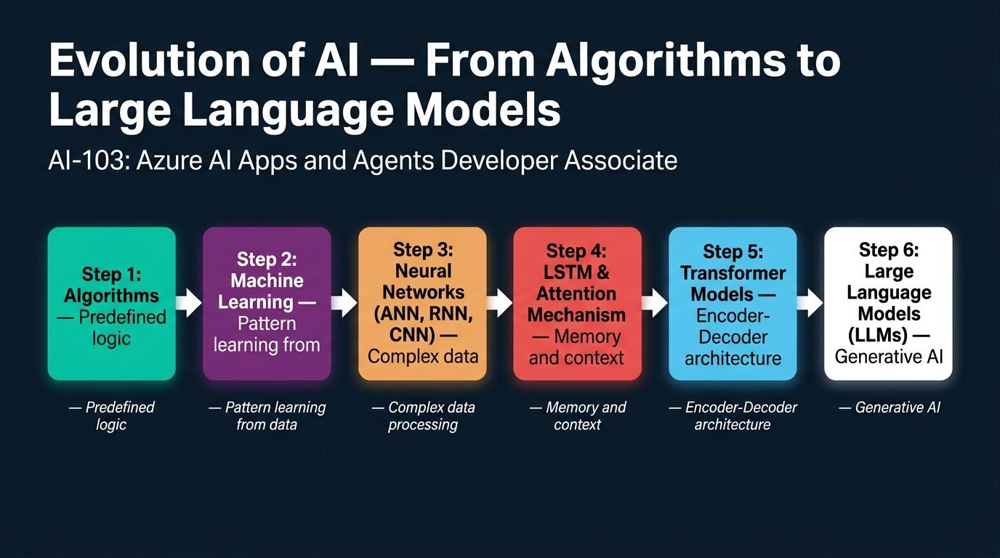 Evolution of AI — From Algorithms to
Large Language Models
AI-103: Azure AI Apps and Agents Developer Associate
Step 1:
Algorithms
— Predefined
logic
Step 2:
Machine
Learning —
Pattern
learning from
Step 3:
Neural
Networks
(ANN, RNN,
CNN) —
Complex data
Step 4:
LSTM &
Attention
Mechanism
— Memory
and context
Step 5:
Transformer
Models —
Encoder-
Decoder
architecture
Step 6:
Large
Language
Models
(LLMs) —
Generative AI
— Predefined
logic
— Pattern learning
from data
— Complex data
processing
— Memory and
context
— Encoder-Decoder
architecture
— Generative AI